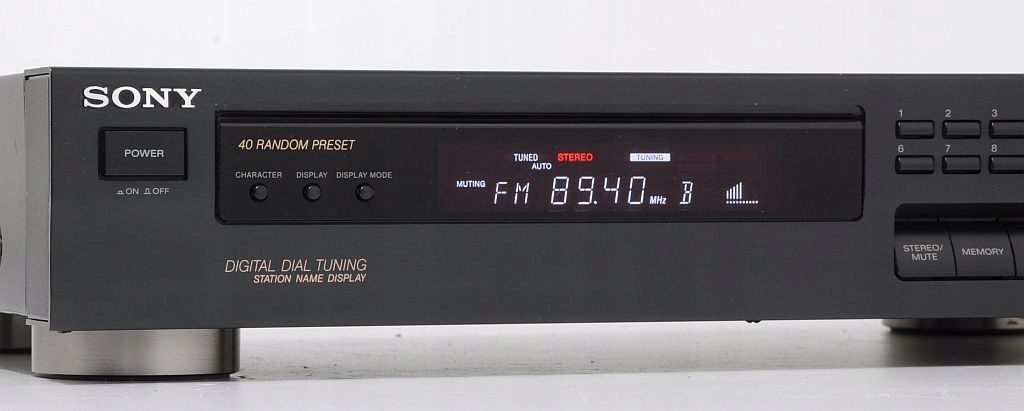 SONY
POWER
ON OFF
40 RANDOM PRESET
CHARACTER DISPLAY DISPLAY MODE
TUNED STEREO TUNING
AUTO
MUTING FM 89.40 MHz B
DIGITAL DIAL TUNING
STATION NAME DISPLAY
1 2 3
6 7 8
STEREO/
MUTE
MEMORY